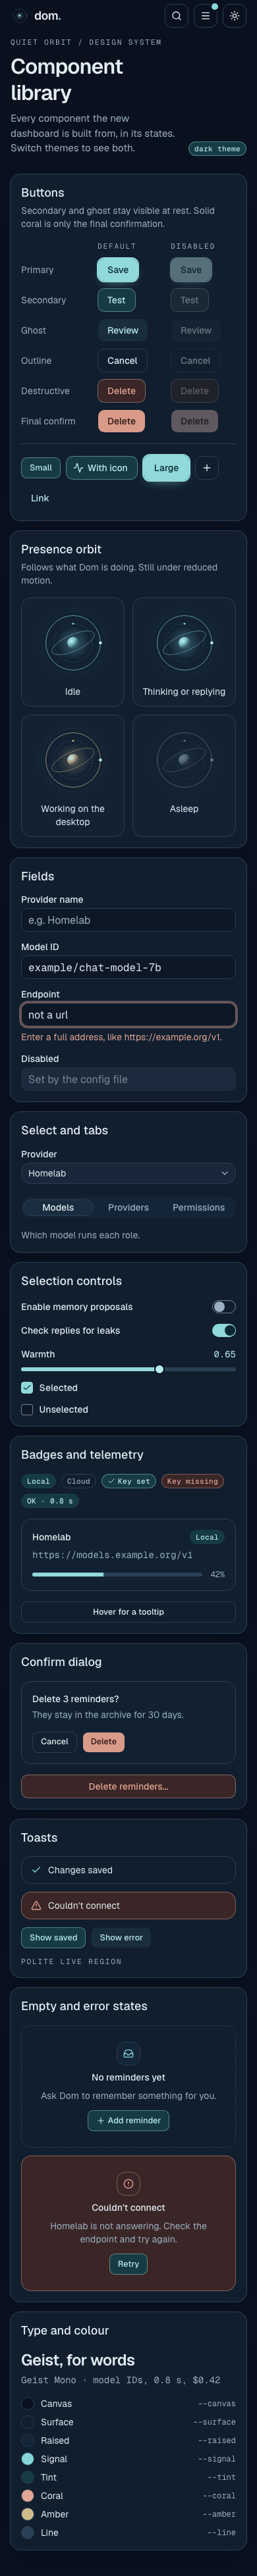 dom.
QUIET ORBIT / DESIGN SYSTEM
Component
library
Every component the new
dashboard is built from, in its states.
Switch themes to see both.
dark theme
Buttons
Secondary and ghost stay visible at rest. Solid
coral is only the final confirmation.
DEFAULT DISABLED
Primary Save Save
Secondary Test Test
Ghost Review Review
Outline Cancel Cancel
Destructive Delete Delete
Final confirm Delete Delete
Small With icon Large +
Link
Presence orbit
Follows what Dom is doing. Still under reduced
motion.
Idle Thinking or replying
Working on the
desktop
Asleep
Fields
Provider name
e.g. Homelab
Model ID
example/chat-model-7b
Endpoint
not a url
Enter a full address, like https://example.org/v1.
Disabled
Set by the config file
Select and tabs
Provider
Homelab
Models Providers Permissions
Which model runs each role.
Selection controls
Enable memory proposals
Check replies for leaks
Warmth 0.65
Selected
Unselected
Badges and telemetry
Local Cloud Key set Key missing
OK · 0.8 s
Homelab Local
https://models.example.org/v1
42%
Hover for a tooltip
Confirm dialog
Delete 3 reminders?
They stay in the archive for 30 days.
Cancel Delete
Delete reminders…
Toasts
Changes saved
Couldn't connect
Show saved Show error
POLITE LIVE REGION
Empty and error states
No reminders yet
Ask Dom to remember something for you.
+ Add reminder
Couldn't connect
Homelab is not answering. Check the
endpoint and try again.
Retry
Type and colour
Geist, for words
Geist Mono · model IDs, 0.8 s, $0.42
Canvas --canvas
Surface --surface
Raised --raised
Signal --signal
Tint --tint
Coral --coral
Amber --amber
Line --line